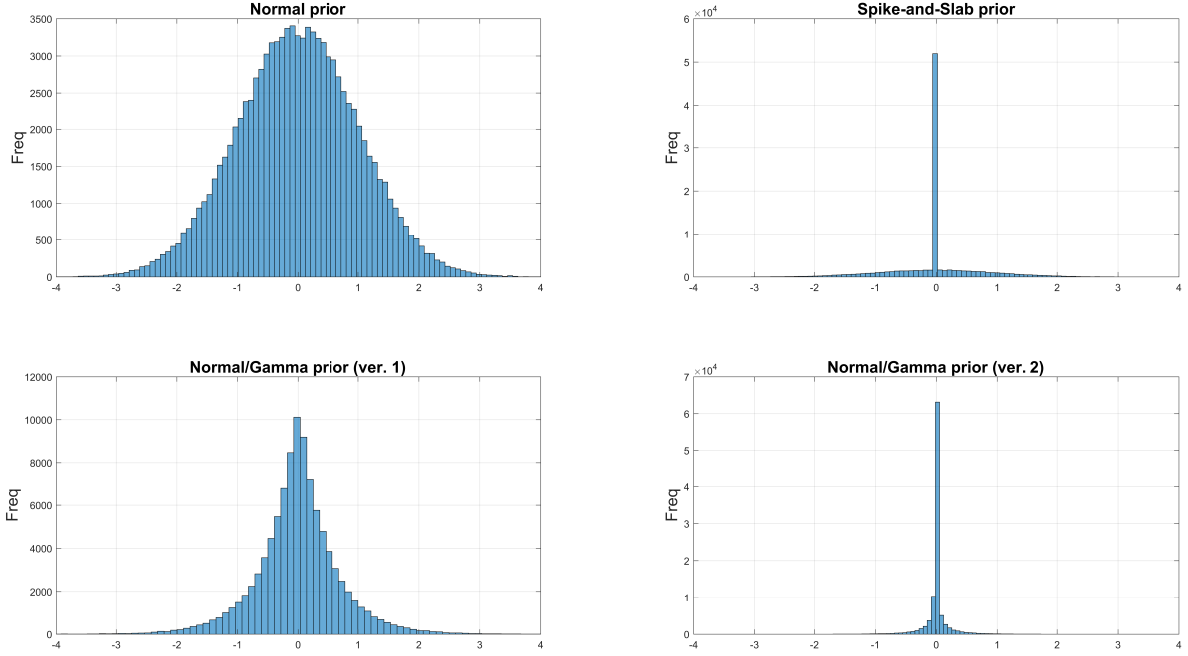 Normal prior
Freq
3500
3000
2500
2000
1500
1000
500
0
-4 -3 -2 -1 0 1 2 3 4
Spike-and-Slab prior
×10⁴
Freq
6
5
4
3
2
1
0
-4 -3 -2 -1 0 1 2 3 4
Normal/Gamma prior (ver. 1)
Freq
12000
10000
8000
6000
4000
2000
0
-4 -3 -2 -1 0 1 2 3 4
Normal/Gamma prior (ver. 2)
×10⁴
Freq
7
6
5
4
3
2
1
0
-4 -3 -2 -1 0 1 2 3 4